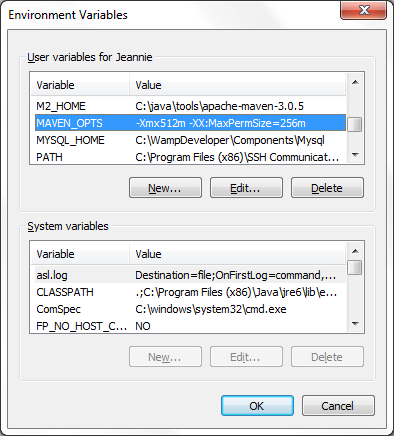 Environment Variables
User variables for Jeannie
Variable Value
M2_HOME C:\java\tools\apache-maven-3.0.5
MAVEN_OPTS -Xmx512m -XX:MaxPermSize=256m
MYSQL_HOME C:\WampDeveloper\Components\Mysql
PATH C:\Program Files (x86)\SSH Communicat...
New... Edit... Delete
System variables
Variable Value
asl.log Destination=file;OnFirstLog=command,...
CLASSPATH .;C:\Program Files (x86)\Java\jre6\lib\e...
ComSpec C:\windows\system32\cmd.exe
FP_NO_HOST_C... NO
New... Edit... Delete
OK Cancel